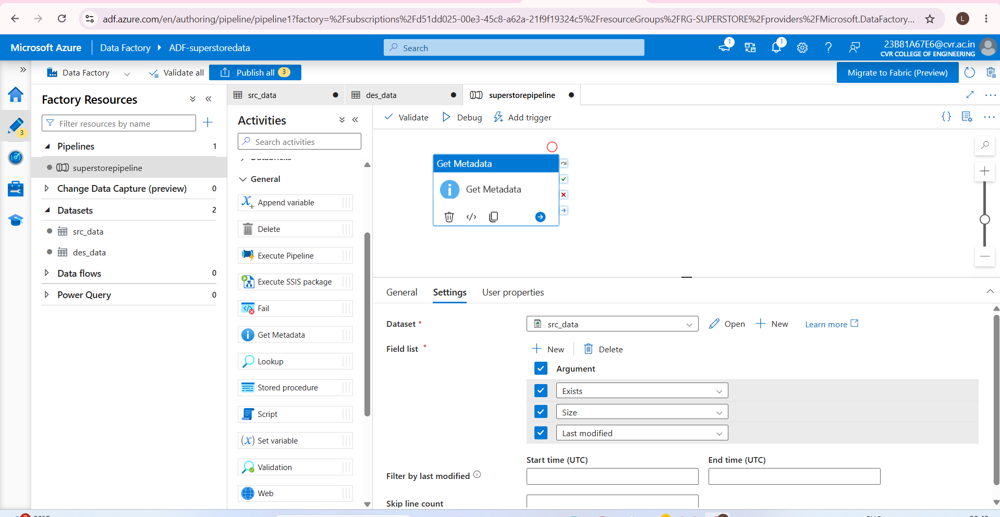 adf.azure.com/en/authoring/pipeline/pipeline1?factory=%2Fsubscriptions%2Fd51dd025-00e3-45c8-a62a-21f9f19324c5%2FresourceGroups%2FRG-SUPERSTORE%2Fproviders%2FMicrosoft.DataFactory...
L
Microsoft Azure
Data Factory
ADF-superstoredata
Search
1
1
23B81A67E6@cvr.ac.in
CVR COLLEGE OF ENGINEERING
Data Factory
Validate all
Publish all 3
Migrate to Fabric (Preview)
3
Factory Resources
Filter resources by name
Pipelines 1
superstorepipeline
Change Data Capture (preview) 0
Datasets 2
src_data
des_data
Data flows 0
Power Query 0
src_data
des_data
superstorepipeline
Activities
Search activities
Databricks
General
Append variable
Delete
Execute Pipeline
Execute SSIS package
Fail
Get Metadata
Lookup
Stored procedure
Script
Set variable
Validation
Web
Validate
Debug
Add trigger
Get Metadata
Get Metadata
General
Settings
User properties
Dataset *
src_data
Open
New
Learn more
Field list *
New
Delete
Argument
Exists
Size
Last modified
Start time (UTC)
End time (UTC)
Filter by last modified
Skip line count